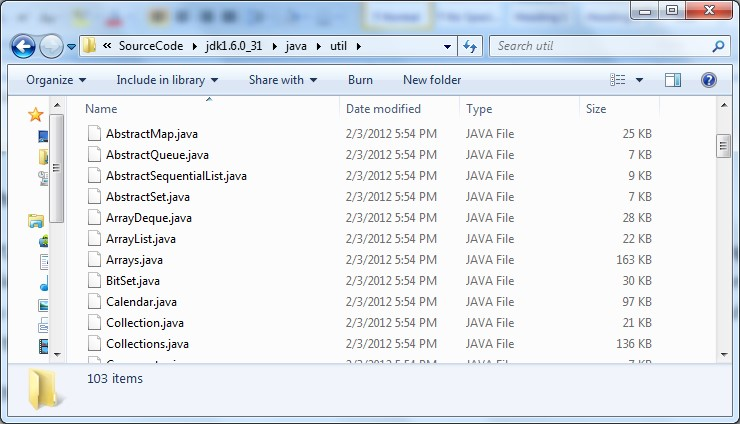 « SourceCode ▸ jdk1.6.0_31 ▸ java ▸ util ▸ Search util
Organize Include in library Share with Burn New folder
Name Date modified Type Size
AbstractMap.java 2/3/2012 5:54 PM JAVA File 25 KB
AbstractQueue.java 2/3/2012 5:54 PM JAVA File 7 KB
AbstractSequentialList.java 2/3/2012 5:54 PM JAVA File 9 KB
AbstractSet.java 2/3/2012 5:54 PM JAVA File 7 KB
ArrayDeque.java 2/3/2012 5:54 PM JAVA File 28 KB
ArrayList.java 2/3/2012 5:54 PM JAVA File 22 KB
Arrays.java 2/3/2012 5:54 PM JAVA File 163 KB
BitSet.java 2/3/2012 5:54 PM JAVA File 30 KB
Calendar.java 2/3/2012 5:54 PM JAVA File 97 KB
Collection.java 2/3/2012 5:54 PM JAVA File 21 KB
Collections.java 2/3/2012 5:54 PM JAVA File 136 KB
103 items